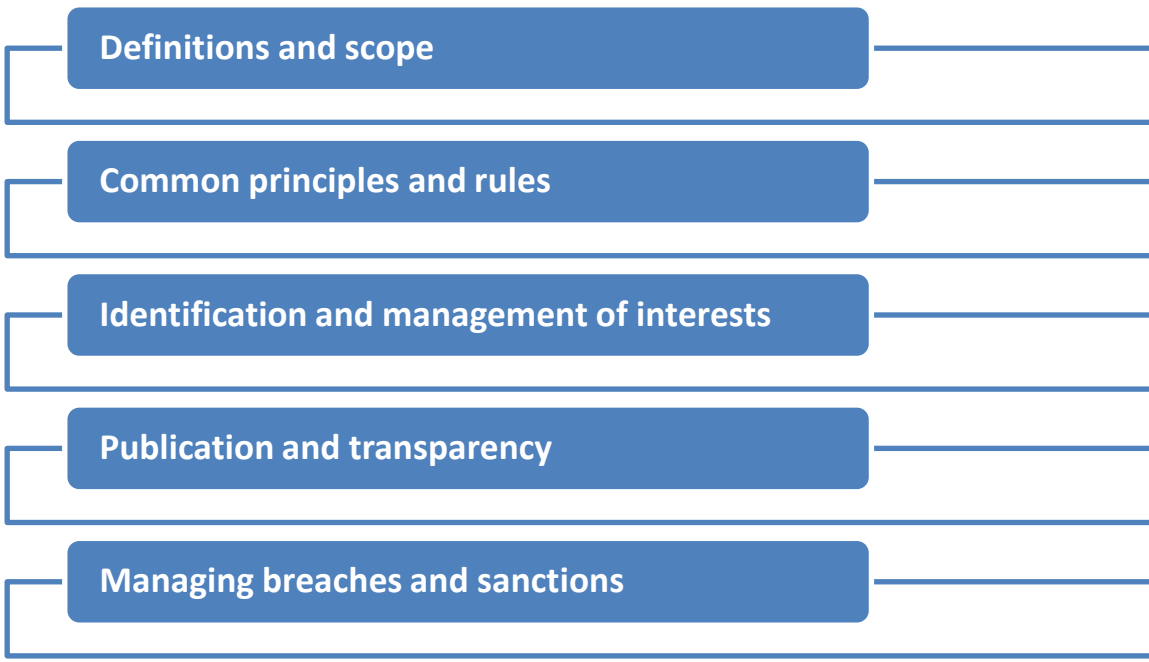 Definitions and scope
Common principles and rules
Identification and management of interests
Publication and transparency
Managing breaches and sanctions